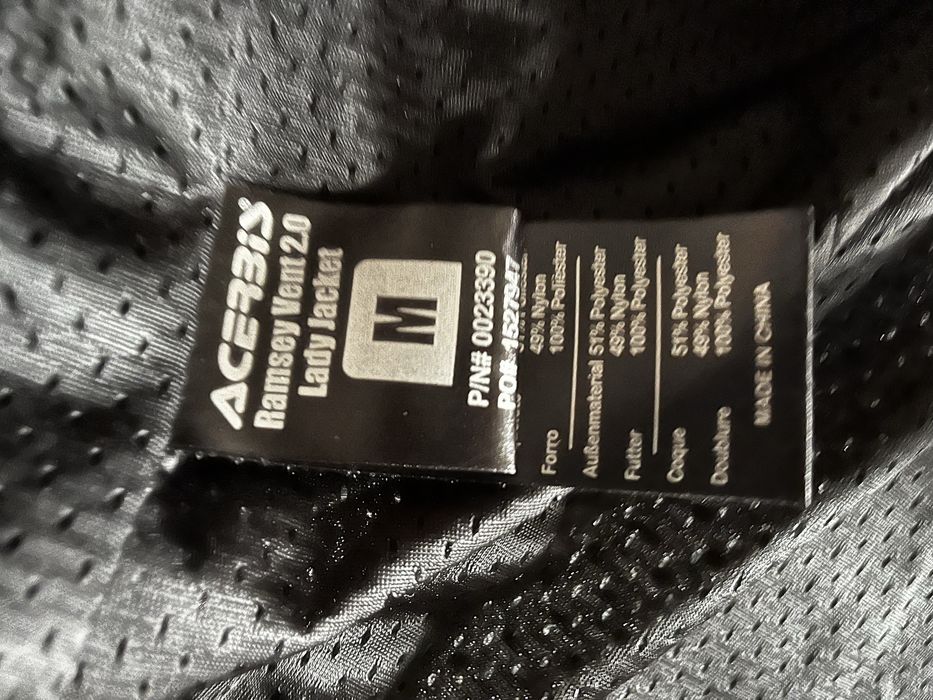 ACERBIS®
Ramsey Vent 2.0
Lady Jacket
M
P/N# 0023390
PO#: 1527947
49% Nylon
Forro 100% Poliester
Außenmaterial 51% Polyester
49% Nylon
Futter 100% Polyester
Coque 51% Polyester
49% Nylon
Doublure 100% Polyester
MADE IN CHINA